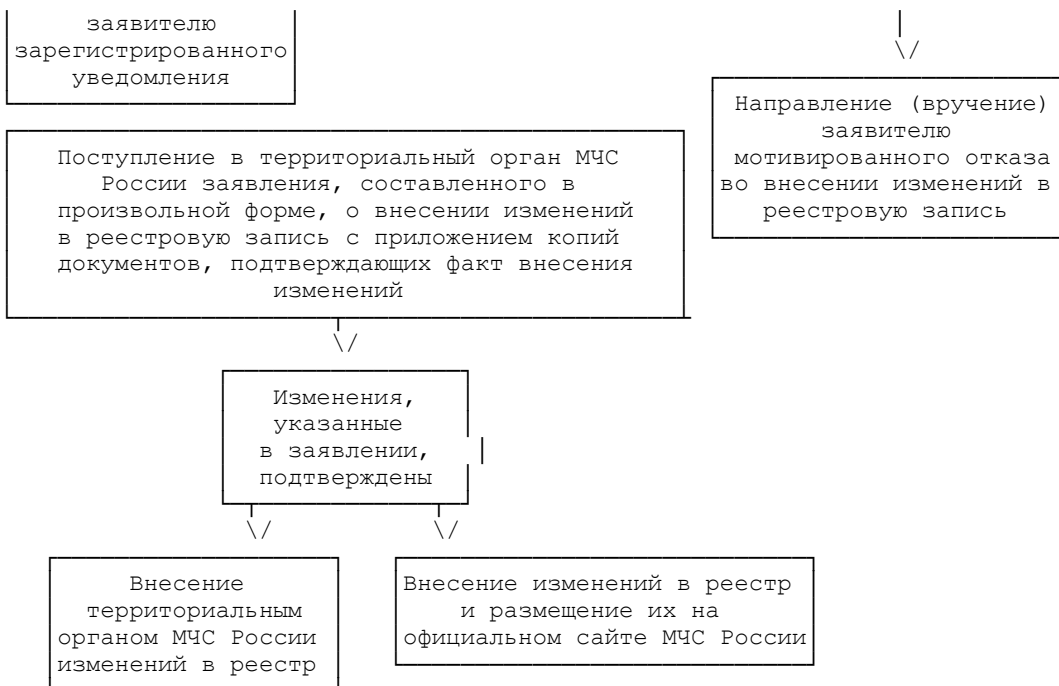 заявителю
зарегистрированного
уведомления
Направление (вручение)
заявителю
мотивированного отказа
во внесении изменений в
реестровую запись
Поступление в территориальный орган МЧС
России заявления, составленного в
произвольной форме, о внесении изменений
в реестровую запись с приложением копий
документов, подтверждающих факт внесения
изменений
Изменения,
указанные
в заявлении,
подтверждены
Внесение
территориальным
органом МЧС России
изменений в реестр
Внесение изменений в реестр
и размещение их на
официальном сайте МЧС России